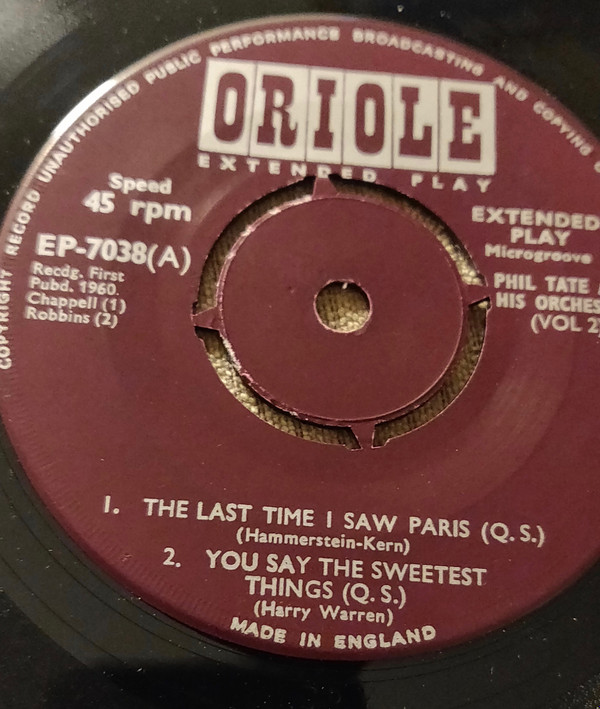 COPYRIGHT RECORD UNAUTHORISED PUBLIC PERFORMANCE BROADCASTING AND COPYING
ORIOLE
EXTENDED PLAY
Speed
45 rpm
EP-7038(A)
Recdg. First
Pubd. 1960.
Chappell (1)
Robbins (2)
EXTENDED
PLAY
Microgroove
PHIL TATE
HIS ORCHES
(VOL 2)
1. THE LAST TIME I SAW PARIS (Q.S.)
(Hammerstein-Kern)
2. YOU SAY THE SWEETEST
THINGS (Q.S.)
(Harry Warren)
MADE IN ENGLAND